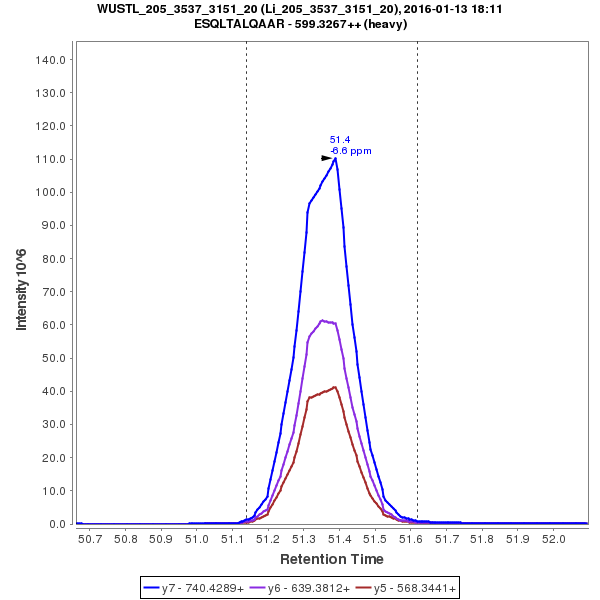 WUSTL_205_3537_3151_20 (Li_205_3537_3151_20), 2016-01-13 18:11
ESQLTALQAAR - 599.3267++ (heavy)
51.4
-6.6 ppm
140.0
130.0
120.0
110.0
100.0
90.0
80.0
70.0
60.0
50.0
40.0
30.0
20.0
10.0
0.0
Intensity 10^6
50.7 50.8 50.9 51.0 51.1 51.2 51.3 51.4 51.5 51.6 51.7 51.8 51.9 52.0
Retention Time
y7 - 740.4289+ y6 - 639.3812+ y5 - 568.3441+